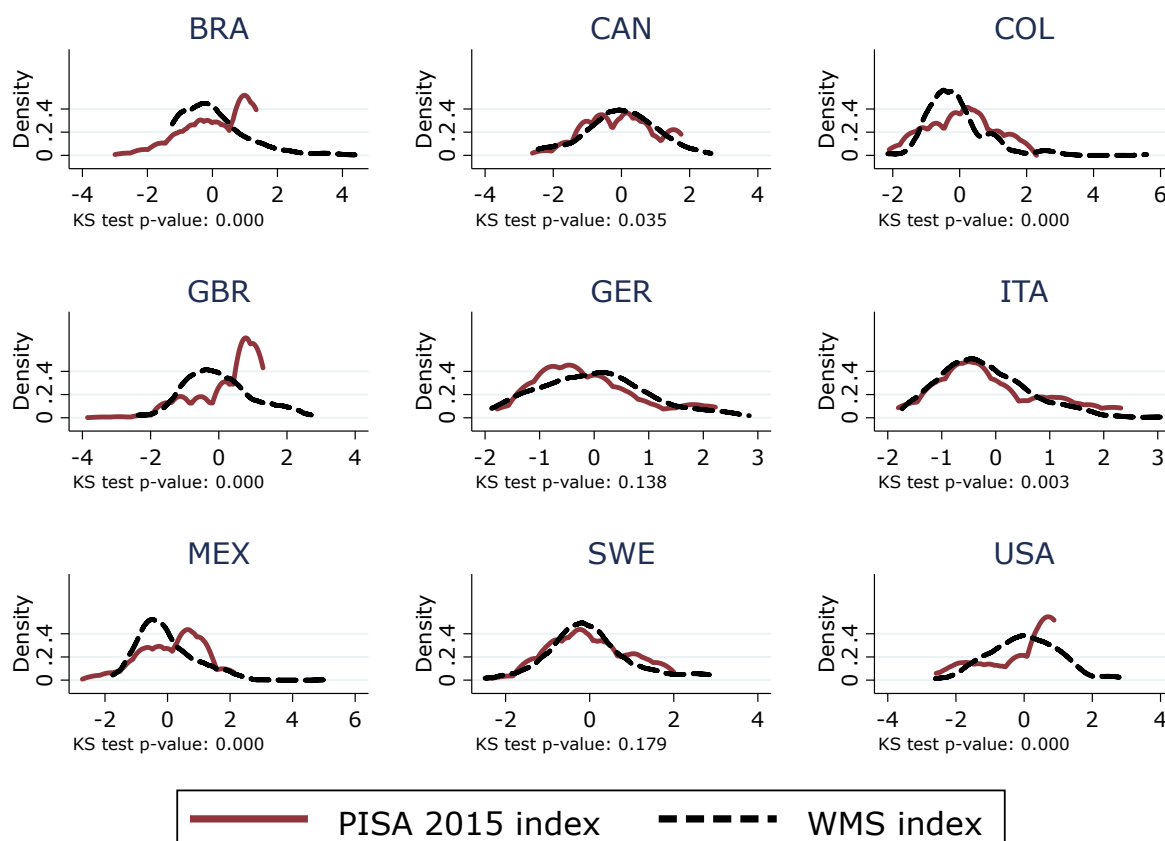 BRA
CAN
COL
Density
0 .2 .4
-4 -2 0 2 4
KS test p-value: 0.000
Density
0 .2 .4
-4 -2 0 2 4
KS test p-value: 0.035
Density
0 .2 .4
-2 0 2 4 6
KS test p-value: 0.000
GBR
GER
ITA
Density
0 .2 .4
-4 -2 0 2 4
KS test p-value: 0.000
Density
0 .2 .4
-2 -1 0 1 2 3
KS test p-value: 0.138
Density
0 .2 .4
-2 -1 0 1 2 3
KS test p-value: 0.003
MEX
SWE
USA
Density
0 .2 .4
-2 0 2 4 6
KS test p-value: 0.000
Density
0 .2 .4
-2 0 2 4
KS test p-value: 0.179
Density
0 .2 .4
-4 -2 0 2 4
KS test p-value: 0.000
PISA 2015 index
WMS index